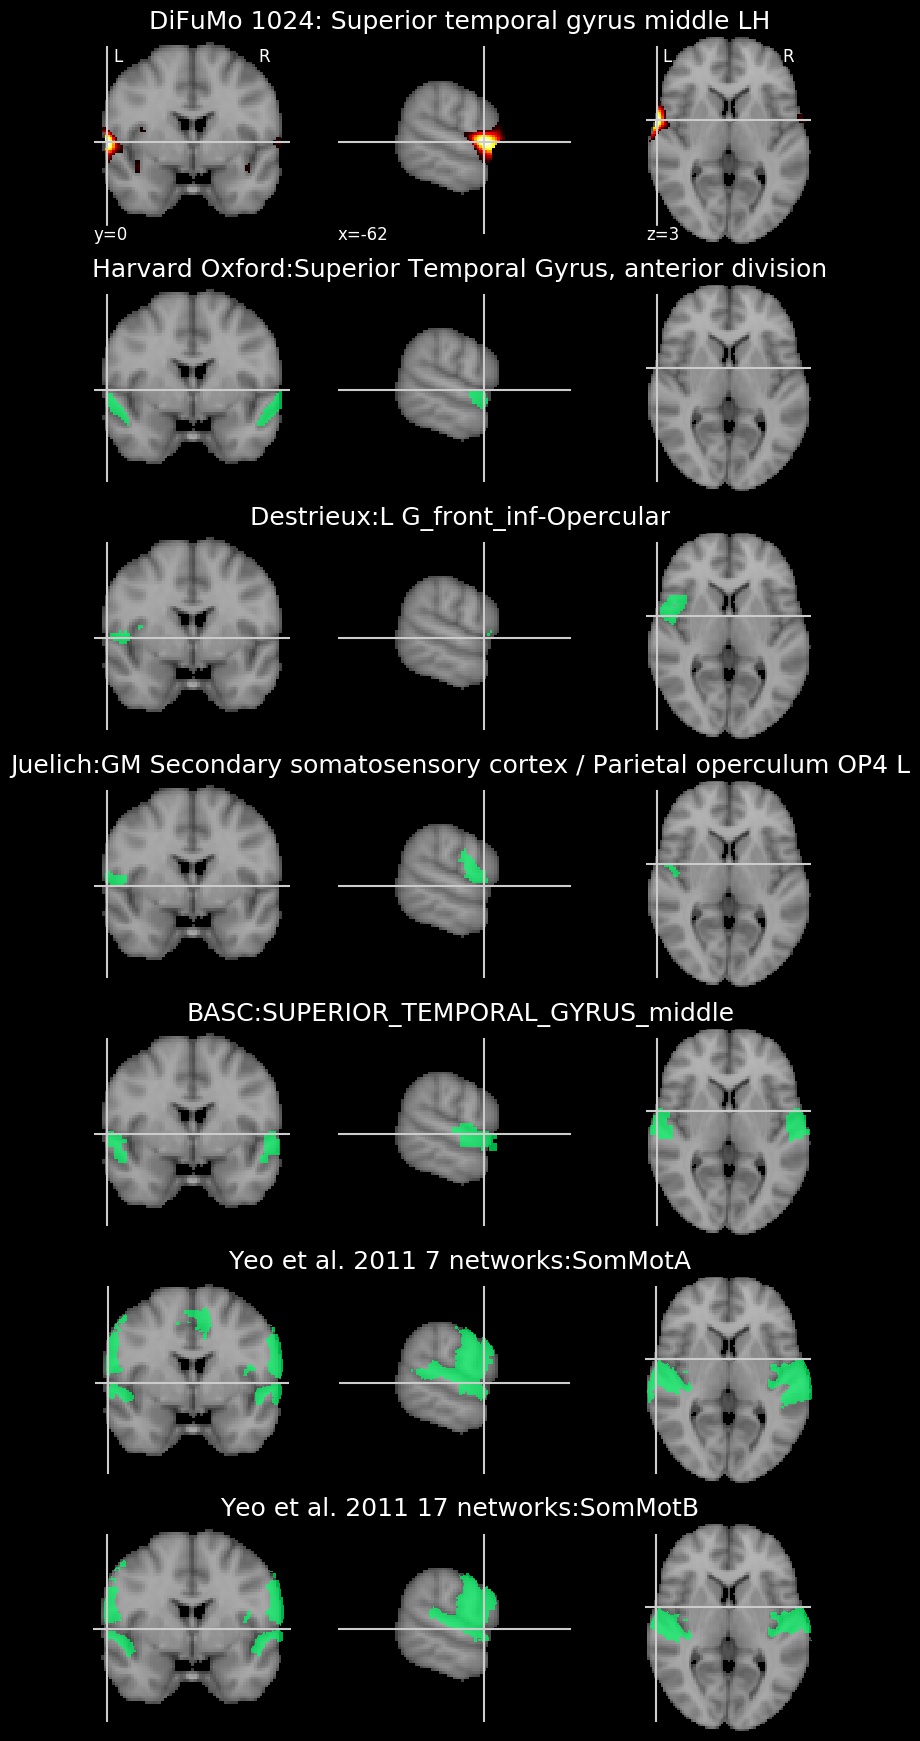 DiFuMo 1024: Superior temporal gyrus middle LH
L R L R
y=0 x=-62 z=3
Harvard Oxford:Superior Temporal Gyrus, anterior division
Destrieux:L G_front_inf-Opercular
Juelich:GM Secondary somatosensory cortex / Parietal operculum OP4 L
BASC:SUPERIOR_TEMPORAL_GYRUS_middle
Yeo et al. 2011 7 networks:SomMotA
Yeo et al. 2011 17 networks:SomMotB